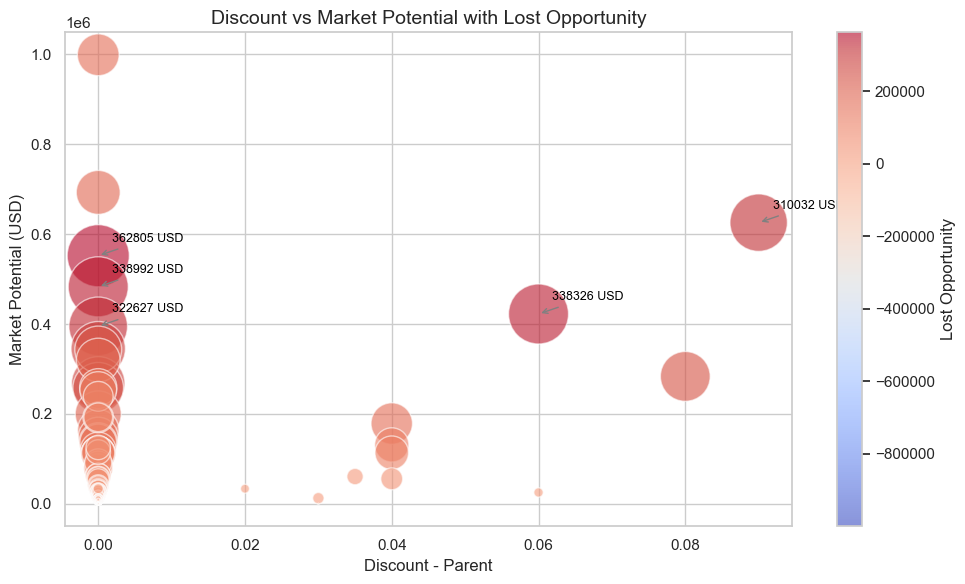 Discount vs Market Potential with Lost Opportunity
1e6
1.0
0.8
0.6
0.4
0.2
0.0
Market Potential (USD)
362805 USD
338992 USD
322627 USD
338326 USD
310032 US
0.00
0.02
0.04
0.06
0.08
Discount - Parent
200000
0
−200000
−400000
−600000
−800000
Lost Opportunity